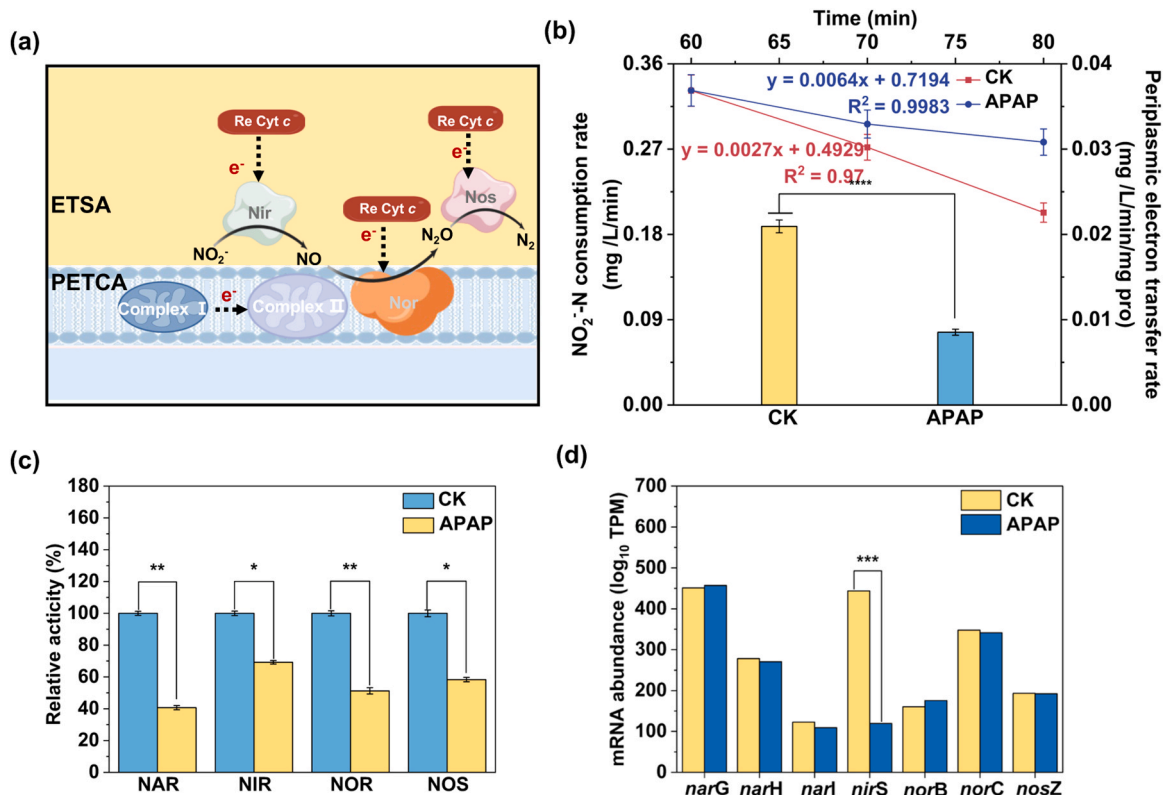 (a)
ETSA
PETCA
Re Cyt c⁻
e⁻
Nir
NO₂⁻
NO
Re Cyt c⁻
e⁻
Nor
Re Cyt c⁻
e⁻
Nos
N₂O
N₂
Complex I
e⁻
Complex II
(b)
Time (min)
60 65 70 75 80
NO₂⁻-N consumption rate
(mg /L/min)
0.36
0.27
0.18
0.09
0.00
y = 0.0064x + 0.7194
R² = 0.9983
CK
APAP
y = 0.0027x + 0.4929
R² = 0.97
****
0.04
0.03
0.02
0.01
0.00
Periplasmic electron transfer rate
(mg /L/min/mg pro)
CK APAP
(c)
Relative acticity (%)
180
160
140
120
100
80
60
40
20
0
CK
APAP
** * ** *
NAR NIR NOR NOS
(d)
mRNA abundance (log₁₀ TPM)
700
600
500
400
300
200
100
0
CK
APAP
***
narG narH narI nirS norB norC nosZ